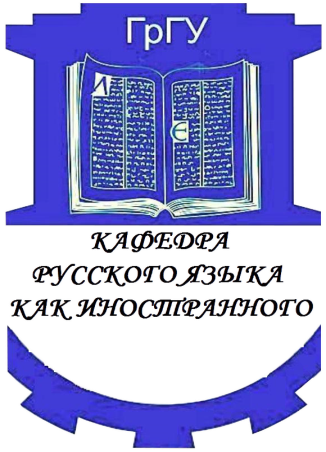 ГрГУ
Л
Є
КАФЕДРА
РУССКОГО ЯЗЫКА
КАК ИНОСТРАННОГО